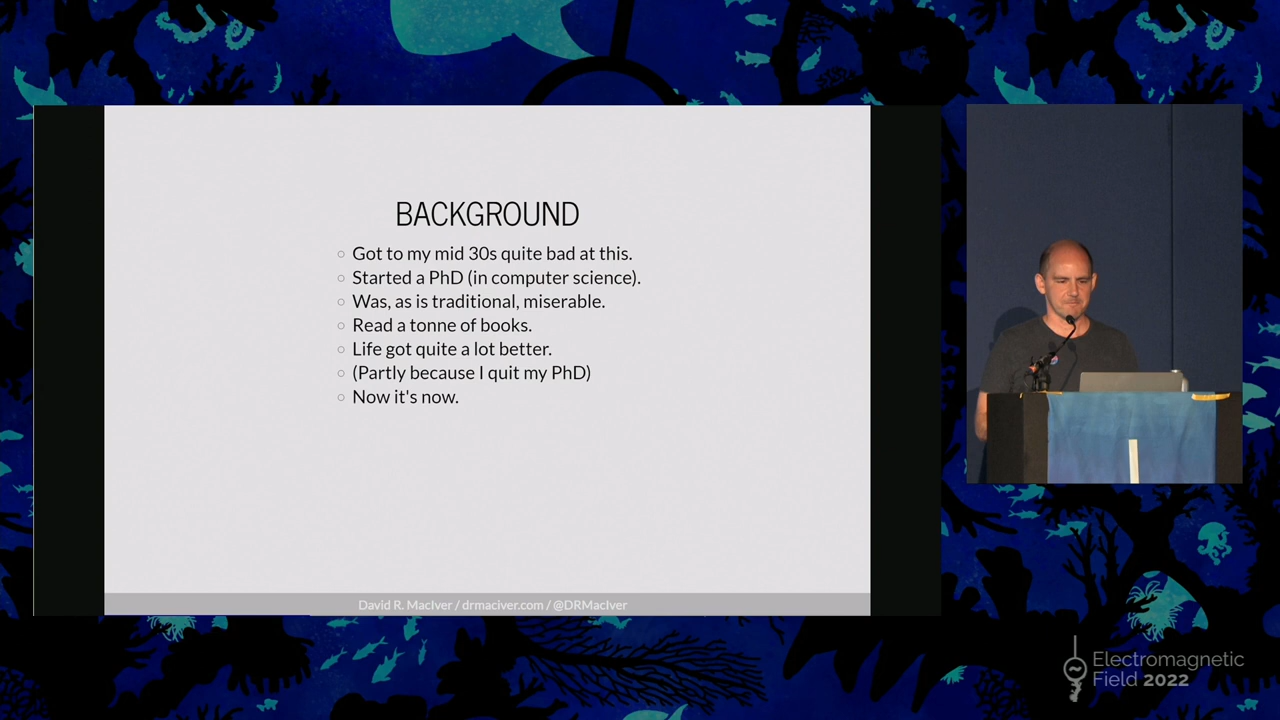 BACKGROUND
Got to my mid 30s quite bad at this.
Started a PhD (in computer science).
Was, as is traditional, miserable.
Read a tonne of books.
Life got quite a lot better.
(Partly because I quit my PhD)
Now it's now.
David R. MacIver / drmaciver.com / @DRMacIver
Electromagnetic
Field 2022